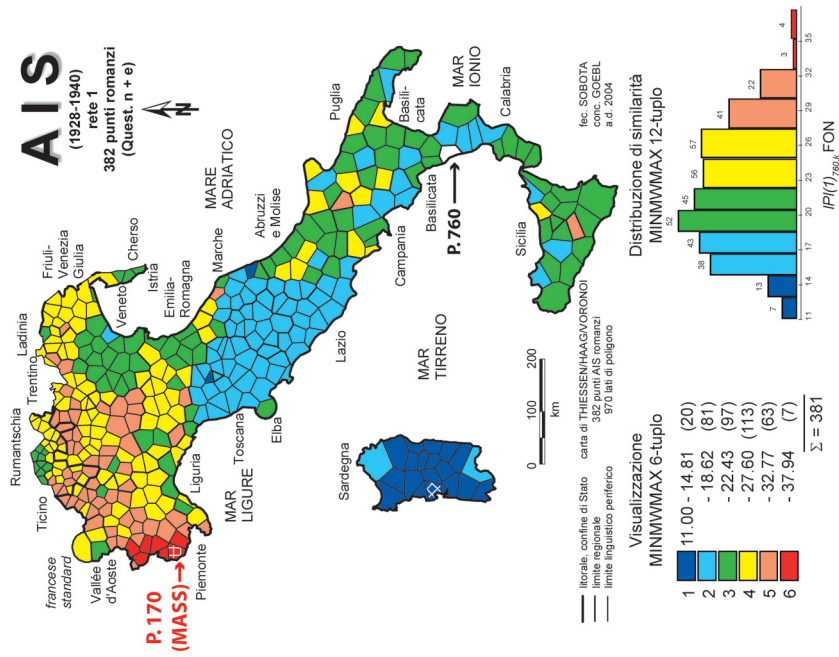 AIS
(1928-1940)
rete 1
382 punti romanzi
(Quest. n + e)
N
Rumantschia
Trentino
Ladinia
Friuli-
Venezia
Giulia
Ticino
francese
standard
Vallée
d'Aoste
P.170
(MASS)
Piemonte
Liguria
MAR
LIGURE
Toscana
Elba
Veneto
Cherso
Istria
Emilia-
Romagna
Marche
MARE
ADRIATICO
Abruzzi
e Molise
Lazio
Campania
Puglia
Basili-
cata
MAR
IONIO
Calabria
Basilicata
P.760
Sicilia
MAR
TIRRENO
Sardegna
0 100 200
km
litorale, confine di Stato
limite regionale
limite linguistico periferico
carta di THIESSEN/HAAG/VORONOI
382 punti AIS romanzi
970 lati di poligono
fec. SOBOTA
conc. GOEBL
a.d. 2004
Visualizzazione
MINMWMAX 6-tuplo
1 11.00 - 14.81 (20)
2 - 18.62 (81)
3 - 22.43 (97)
4 - 27.60 (113)
5 - 32.77 (63)
6 - 37.94 (7)
Σ = 381
Distribuzione di similarità
MINMWMAX 12-tuplo
7 13 38 43 52 45 56 57 41 22 3 4
11 14 17 20 23 26 29 32 35
IPI(1)760,k FON